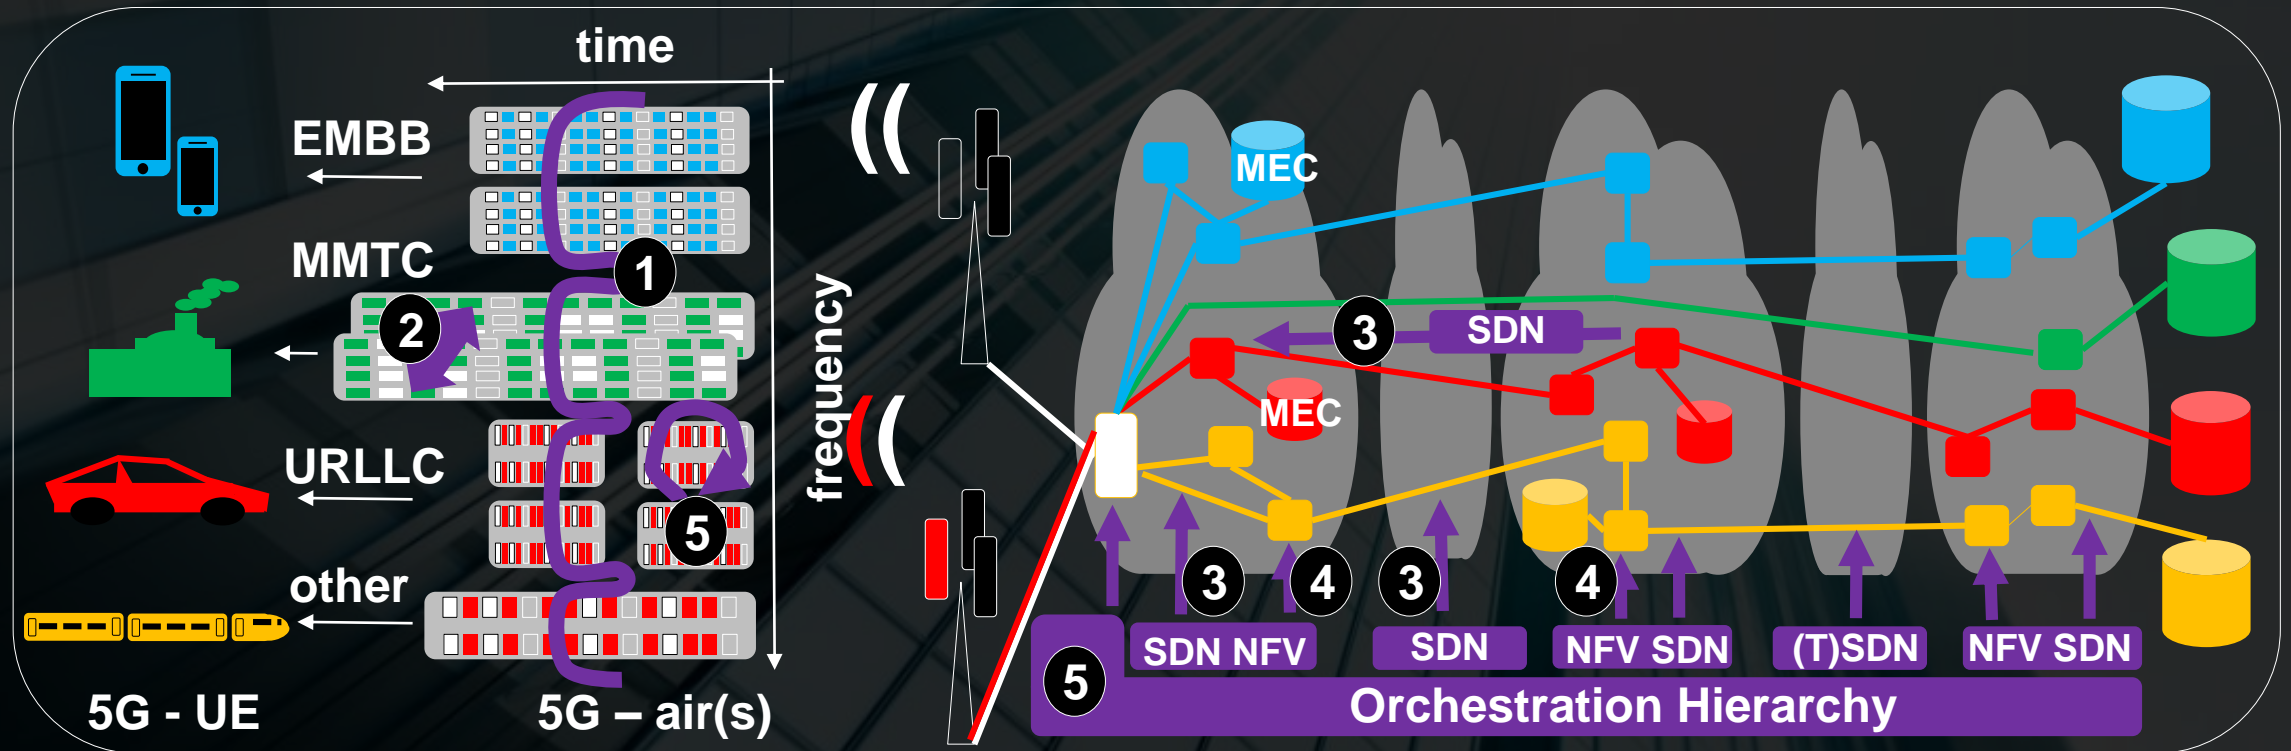 time
EMBB
MMTC
URLLC
other
5G - UE
1
2
5
5G – air(s)
frequency
MEC
3
SDN
MEC
3
4
3
4
SDN NFV
SDN
NFV SDN
(T)SDN
NFV SDN
5
Orchestration Hierarchy